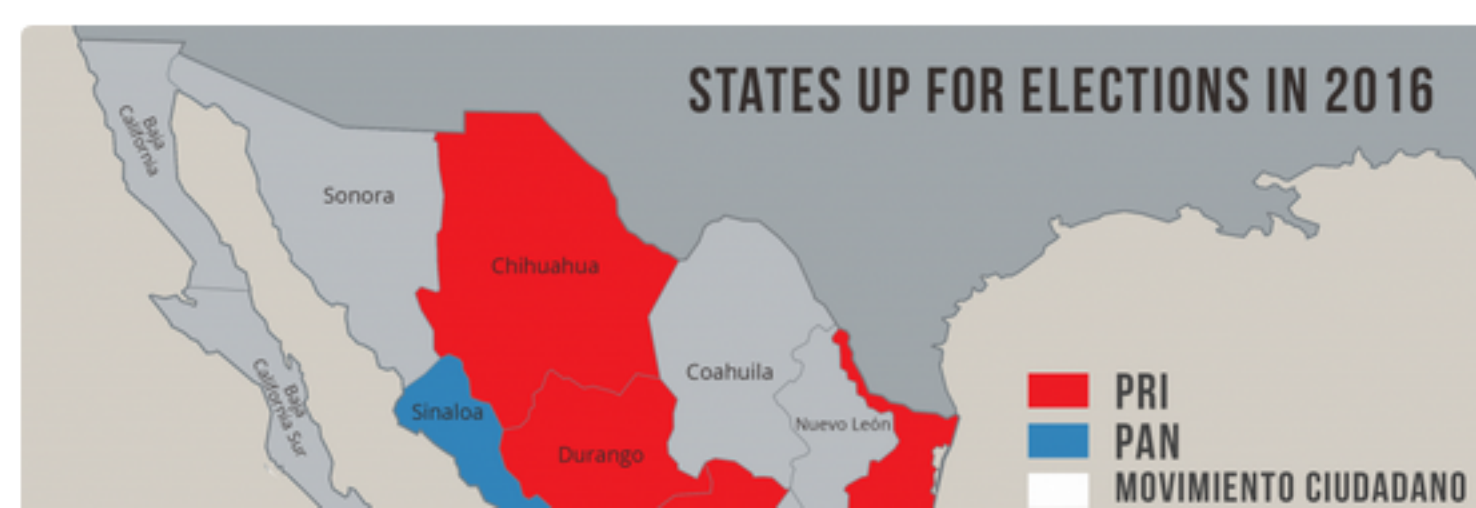 STATES UP FOR ELECTIONS IN 2016
Baja
California
Sonora
Chihuahua
Coahuila
Baja
California Sur
Sinaloa
Nuevo León
Durango
PRI
PAN
MOVIMIENTO CIUDADANO